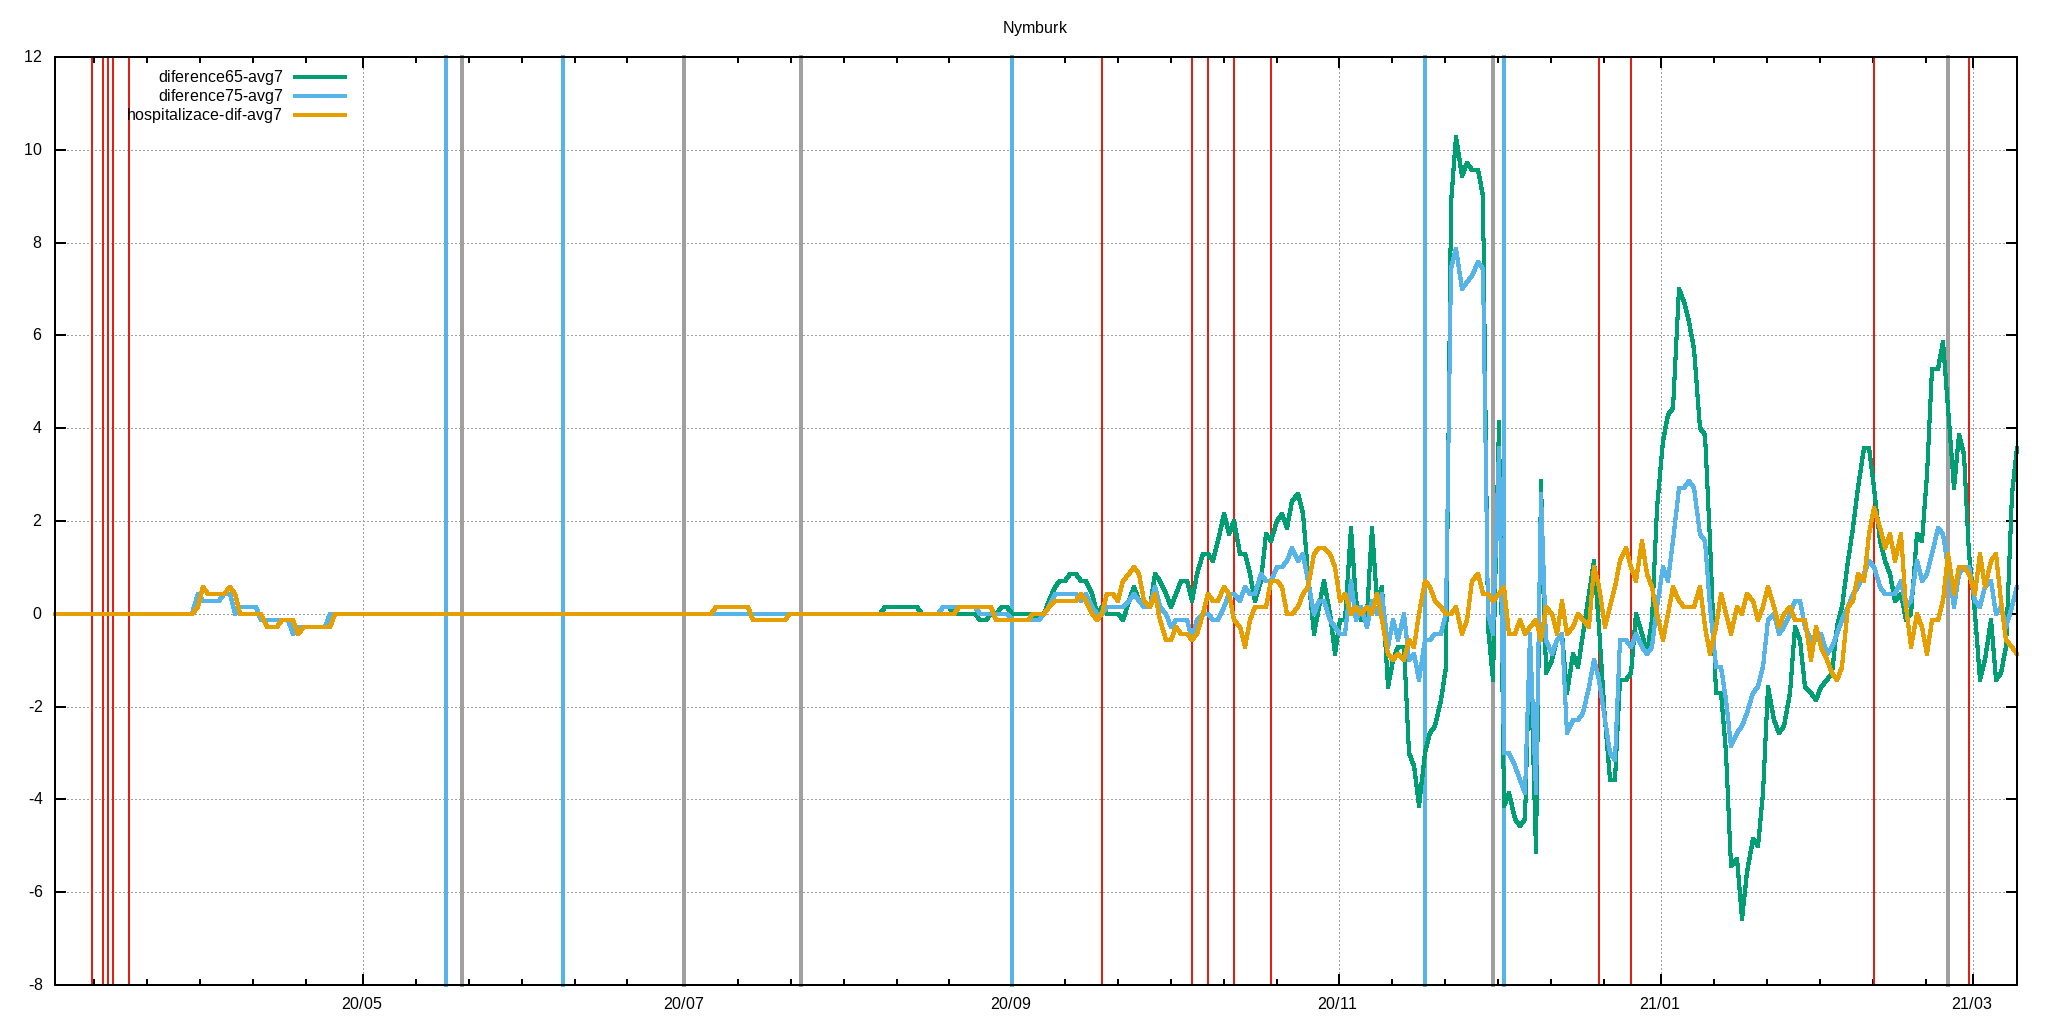 Nymburk
12
diference65-avg7
diference75-avg7
hospitalizace-dif-avg7
10
8
6
4
2
0
-2
-4
-6
-8
20/05 20/07 20/09 20/11 21/01 21/03